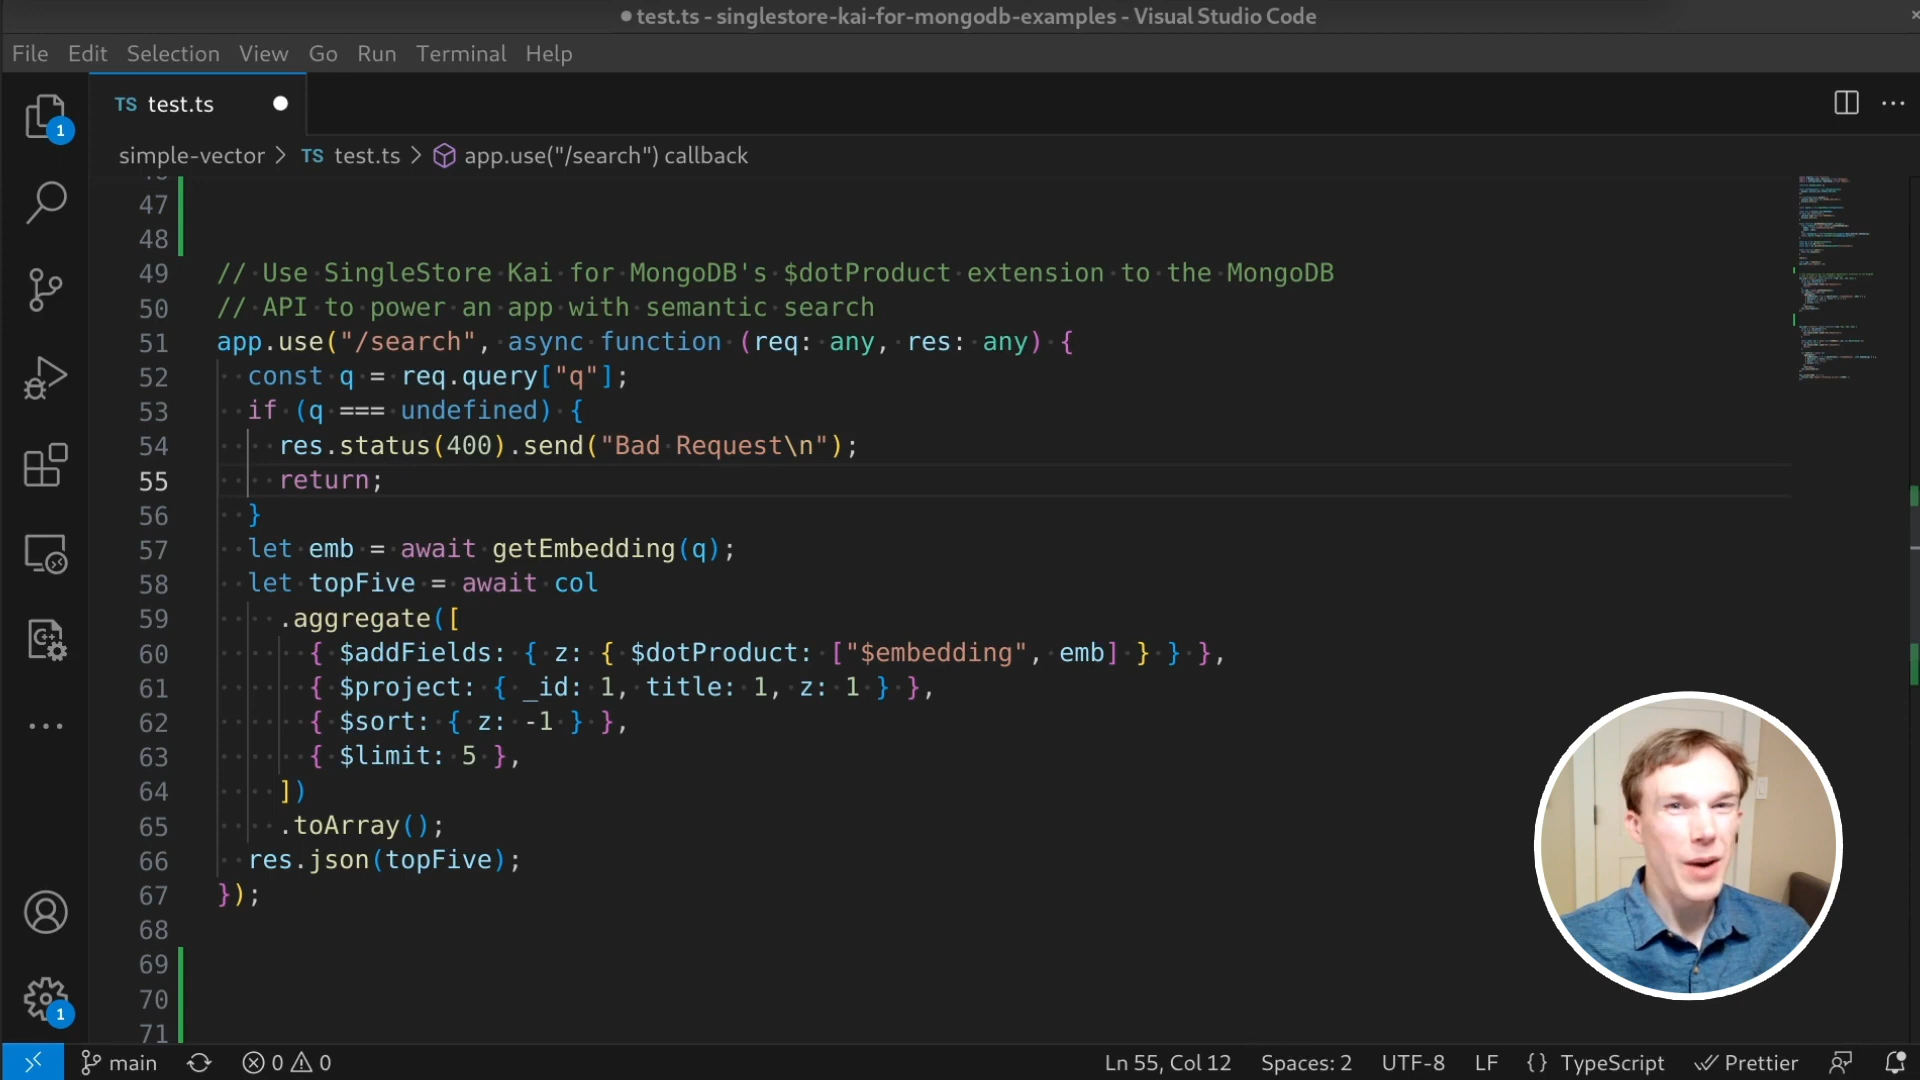 test.ts - singlestore-kai-for-mongodb-examples - Visual Studio Code
File Edit Selection View Go Run Terminal Help
TS test.ts
1
simple-vector > TS test.ts > app.use("/search") callback
47
48
49 // Use SingleStore Kai for MongoDB's $dotProduct extension to the MongoDB
50 // API to power an app with semantic search
51 app.use("/search", async function (req: any, res: any) {
52 const q = req.query["q"];
53 if (q === undefined) {
54 res.status(400).send("Bad Request\n");
55 return;
56 }
57 let emb = await getEmbedding(q);
58 let topFive = await col
59 .aggregate([
60 { $addFields: { z: { $dotProduct: ["$embedding", emb] } } },
61 { $project: { _id: 1, title: 1, z: 1 } },
62 { $sort: { z: -1 } },
63 { $limit: 5 },
64 ])
65 .toArray();
66 res.json(topFive);
67 });
68
69
70
71
1
main 0 0 Ln 55, Col 12 Spaces: 2 UTF-8 LF {} TypeScript Prettier